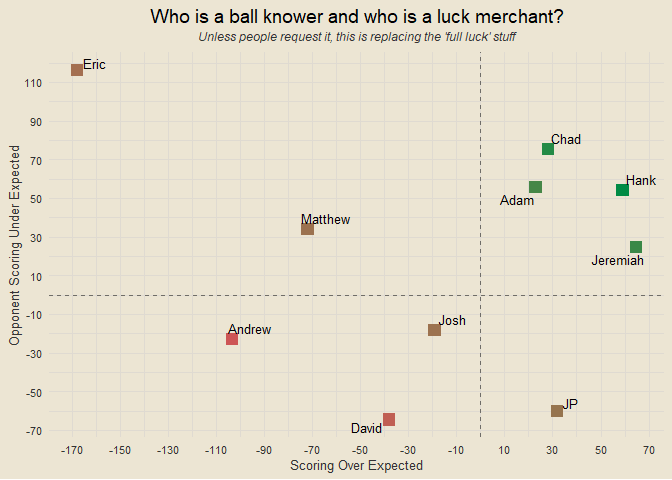 Who is a ball knower and who is a luck merchant?
Unless people request it, this is replacing the 'full luck' stuff
Opponent Scoring Under Expected
110
90
70
50
30
10
-10
-30
-50
-70
Eric
Chad
Hank
Adam
Matthew
Jeremiah
Josh
Andrew
JP
David
-170 -150 -130 -110 -90 -70 -50 -30 -10 10 30 50 70
Scoring Over Expected